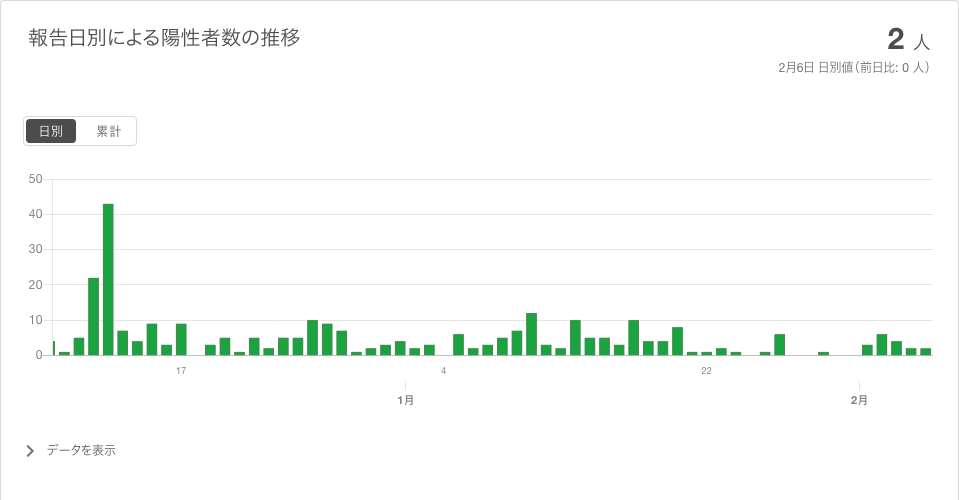 報告日別による陽性者数の推移
2 人
2月6日 日別値（前日比: 0 人）
日別 累計
50
40
30
20
10
0
17 4 22
1月 2月
データを表示